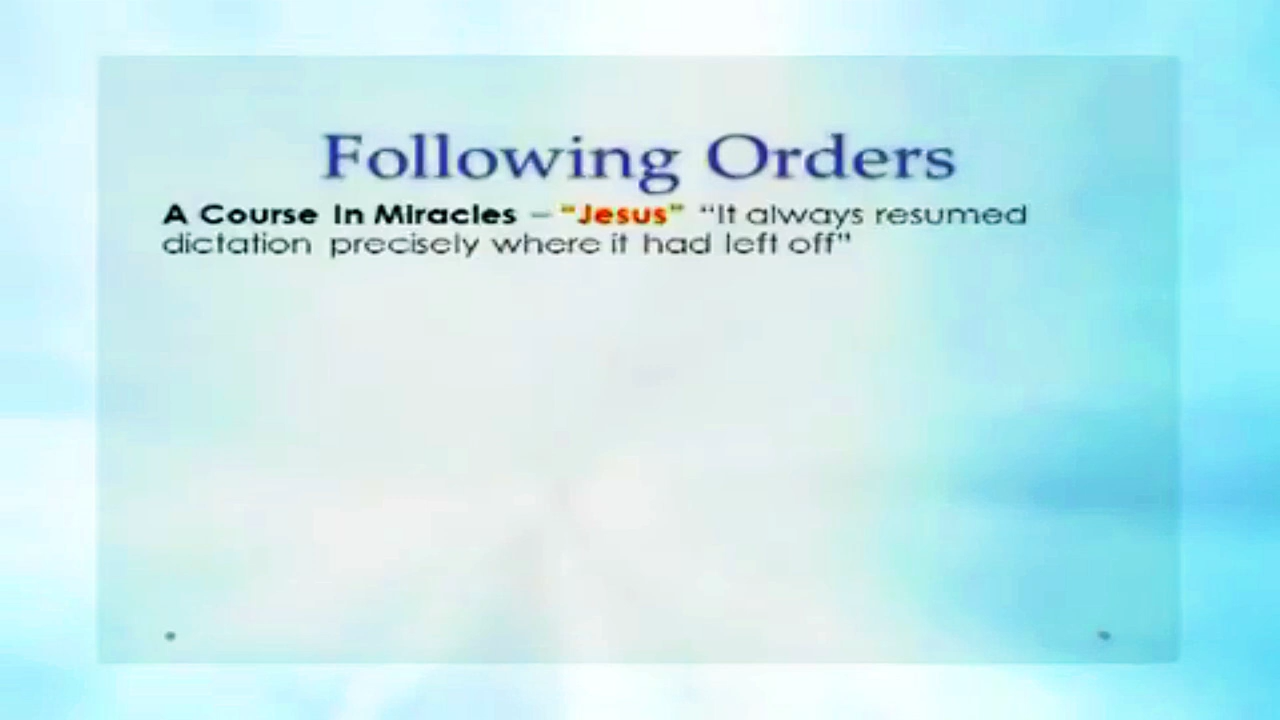 Following Orders
A Course In Miracles – "Jesus" "It always resumed
dictation precisely where it had left off"